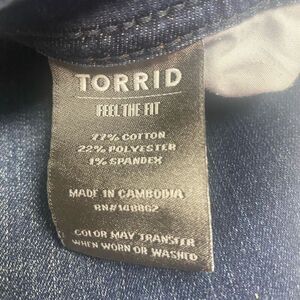 TORRID
FEEL THE FIT
77% COTTON
22% POLYESTER
1% SPANDEX
MADE IN CAMBODIA
RN#148862
COLOR MAY TRANSFER
WHEN WORN OR WASHED